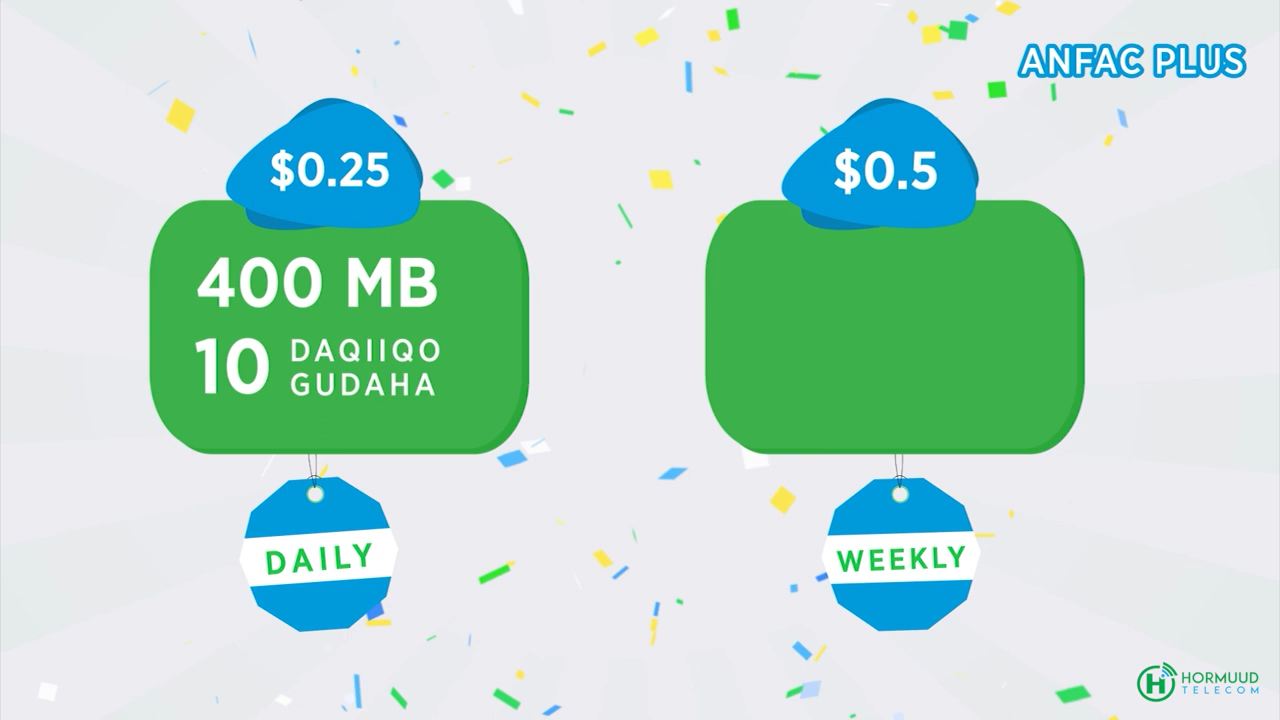 ANFAC PLUS
$0.25
400 MB
10 DAQIIQO
GUDAHA
DAILY
$0.5
WEEKLY
HORMUUD
TELECOM